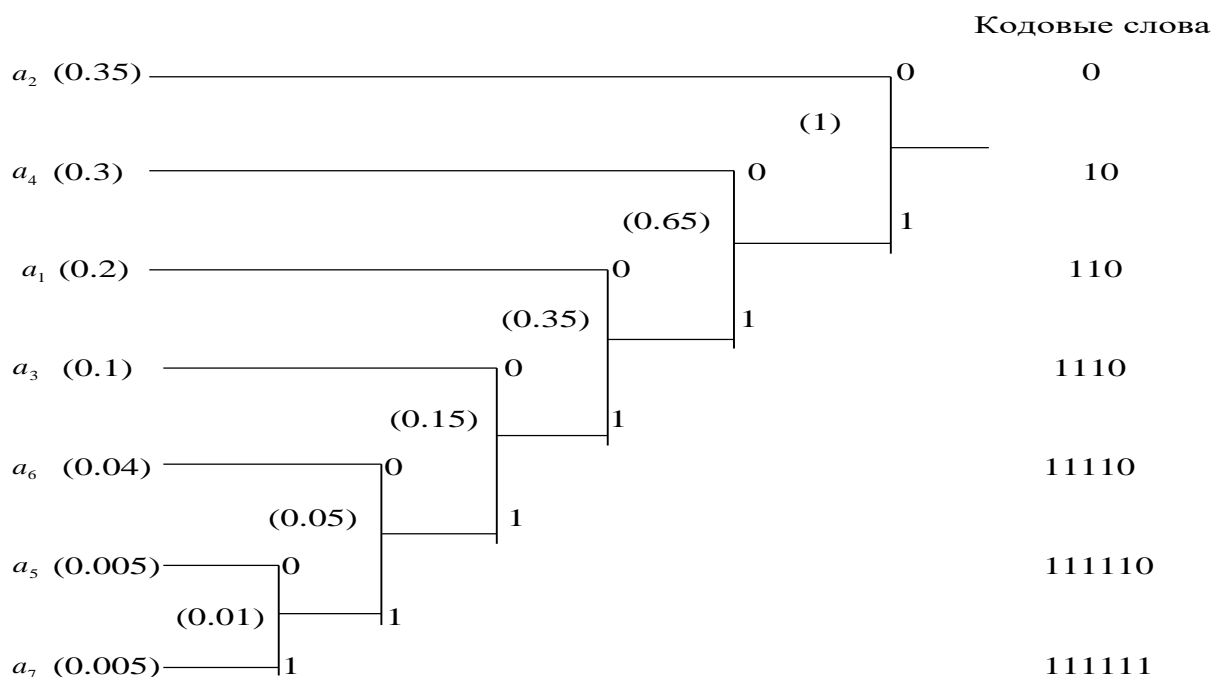 Кодовые слова
a₂ (0.35) 0 0
(1)
a₄ (0.3) 0 10
(0.65) 1
a₁ (0.2) 0 110
(0.35) 1
a₃ (0.1) 0 1110
(0.15) 1
a₆ (0.04) 0 11110
(0.05) 1
a₅ (0.005) 0 111110
(0.01) 1
a₇ (0.005) 1 111111